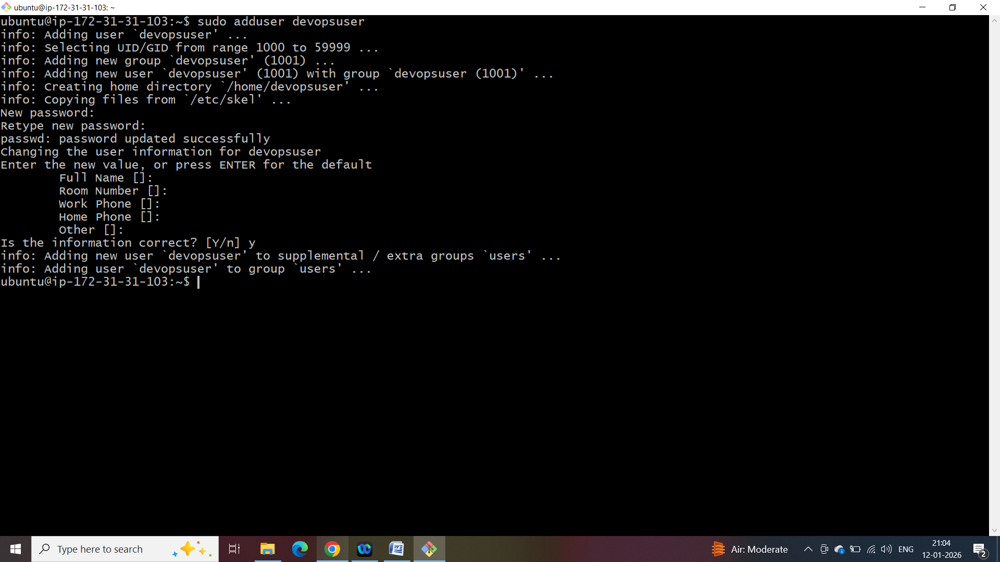 ubuntu@ip-172-31-31-103: ~
ubuntu@ip-172-31-31-103:~$ sudo adduser devopsuser
info: Adding user `devopsuser' ...
info: Selecting UID/GID from range 1000 to 59999 ...
info: Adding new group `devopsuser' (1001) ...
info: Adding new user `devopsuser' (1001) with group `devopsuser (1001)' ...
info: Creating home directory `/home/devopsuser' ...
info: Copying files from `/etc/skel' ...
New password:
Retype new password:
passwd: password updated successfully
Changing the user information for devopsuser
Enter the new value, or press ENTER for the default
Full Name []:
Room Number []:
Work Phone []:
Home Phone []:
Other []:
Is the information correct? [Y/n] y
info: Adding new user `devopsuser' to supplemental / extra groups `users' ...
info: Adding user `devopsuser' to group `users' ...
ubuntu@ip-172-31-31-103:~$
Type here to search
Air: Moderate
ENG
21:04
12-01-2026
2